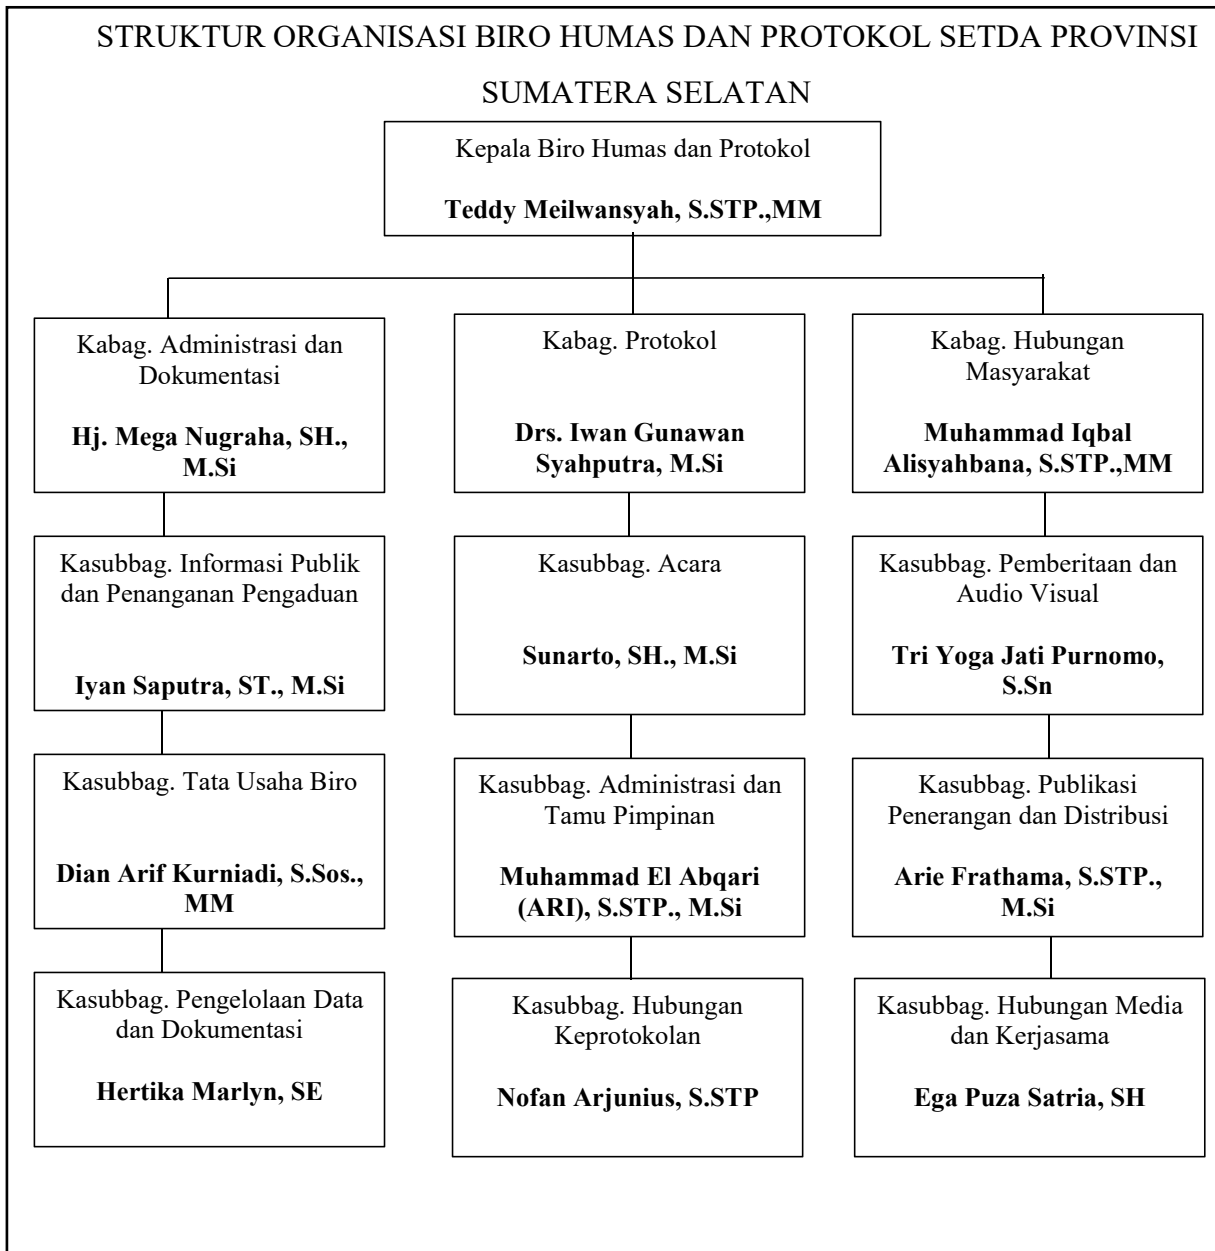 STRUKTUR ORGANISASI BIRO HUMAS DAN PROTOKOL SETDA PROVINSI
SUMATERA SELATAN
Kepala Biro Humas dan Protokol
Teddy Meilwansyah, S.STP.,MM
Kabag. Administrasi dan
Dokumentasi
Hj. Mega Nugraha, SH.,
M.Si
Kabag. Protokol
Drs. Iwan Gunawan
Syahputra, M.Si
Kabag. Hubungan
Masyarakat
Muhammad Iqbal
Alisyahbana, S.STP.,MM
Kasubbag. Informasi Publik
dan Penanganan Pengaduan
Iyan Saputra, ST., M.Si
Kasubbag. Acara
Sunarto, SH., M.Si
Kasubbag. Pemberitaan dan
Audio Visual
Tri Yoga Jati Purnomo,
S.Sn
Kasubbag. Tata Usaha Biro
Dian Arif Kurniadi, S.Sos.,
MM
Kasubbag. Administrasi dan
Tamu Pimpinan
Muhammad El Abqari
(ARI), S.STP., M.Si
Kasubbag. Publikasi
Penerangan dan Distribusi
Arie Frathama, S.STP.,
M.Si
Kasubbag. Pengelolaan Data
dan Dokumentasi
Hertika Marlyn, SE
Kasubbag. Hubungan
Keprotokolan
Nofan Arjunius, S.STP
Kasubbag. Hubungan Media
dan Kerjasama
Ega Puza Satria, SH